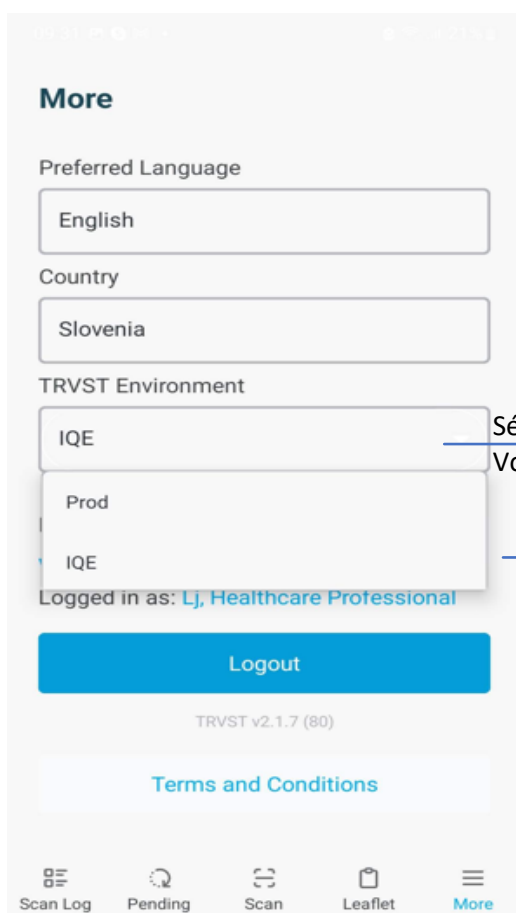 More
Preferred Language
English
Country
Slovenia
TRVST Environment
IQE
Prod
IQE
Logged in as: Lj, Healthcare Professional
Logout
TRVST v2.1.7 (80)
Terms and Conditions
Scan Log Pending Scan Leaflet More